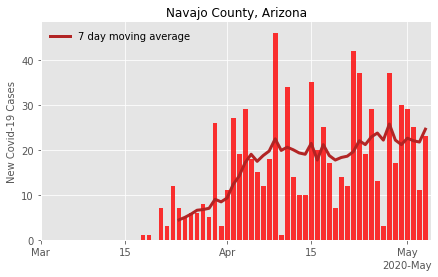 Navajo County, Arizona
7 day moving average
New Covid-19 Cases
40
30
20
10
0
Mar
15
Apr
15
May
2020-May